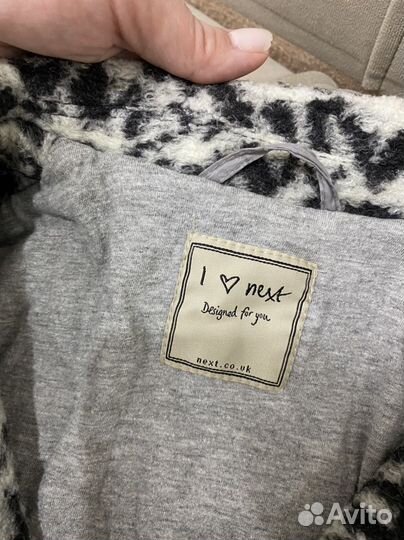 I ♡ next
Designed for you
next.co.uk
Avito